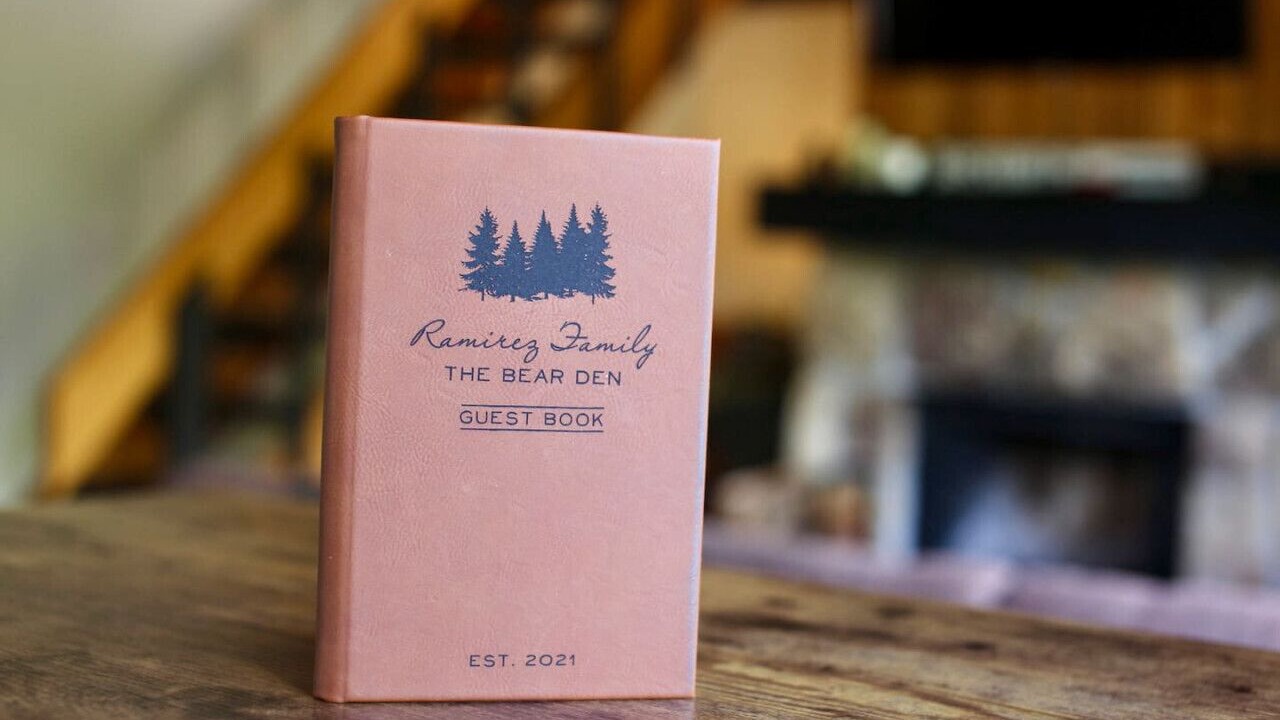 Ramirez Family
THE BEAR DEN
GUEST BOOK
EST. 2021